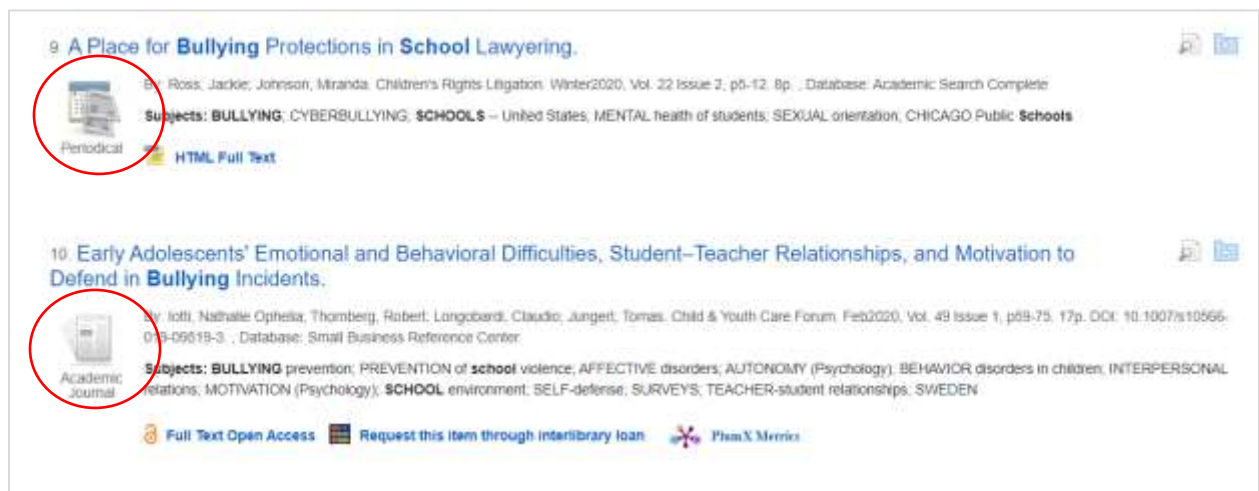 9. A Place for Bullying Protections in School Lawyering.
By: Ross, Jackie; Johnson, Miranda. Children's Rights Litigation. Winter2020, Vol. 22 Issue 2, p5-12. 8p. , Database: Academic Search Complete
Subjects: BULLYING; CYBERBULLYING; SCHOOLS -- United States; MENTAL health of students; SEXUAL orientation; CHICAGO Public Schools
Periodical
HTML Full Text
10. Early Adolescents' Emotional and Behavioral Difficulties, Student–Teacher Relationships, and Motivation to
Defend in Bullying Incidents.
By: Iotti, Nathalie Ophelia; Thornberg, Robert; Longobardi, Claudio; Jungert, Tomas. Child & Youth Care Forum. Feb2020, Vol. 49 Issue 1, p59-75. 17p. DOI: 10.1007/s10566-
019-09519-3. , Database: Small Business Reference Center
Academic
Journal
Subjects: BULLYING prevention; PREVENTION of school violence; AFFECTIVE disorders; AUTONOMY (Psychology); BEHAVIOR disorders in children; INTERPERSONAL
relations; MOTIVATION (Psychology); SCHOOL environment; SELF-defense; SURVEYS; TEACHER-student relationships; SWEDEN
Full Text Open Access Request this item through interlibrary loan PlumX Metrics